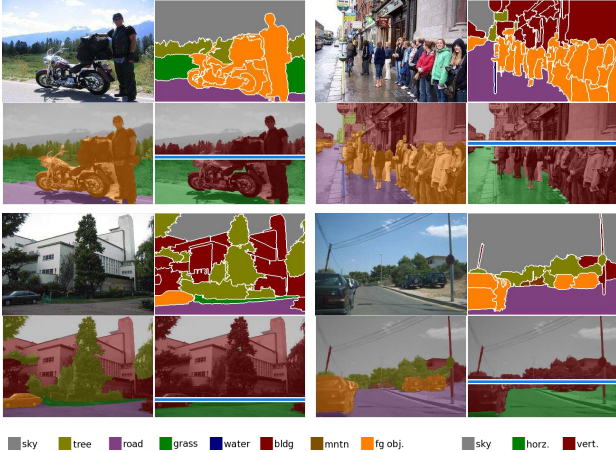 sky tree road grass water bldg mntn fg obj. sky horz. vert.